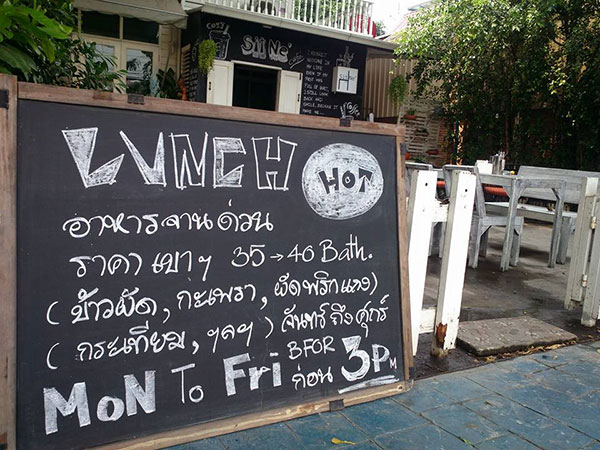 COSY
SIINE'
LUNCH HOT
อาหารจานด่วน
ราคา เบาๆ 35 → 40 Bath.
( ข้าวผัด, กะเพรา, ผัดพริกแกง)
( กระเทียม, ฯลฯ ) จันทร์ ถึง ศุกร์
MON To Fri BFOR ก่อน 3PM